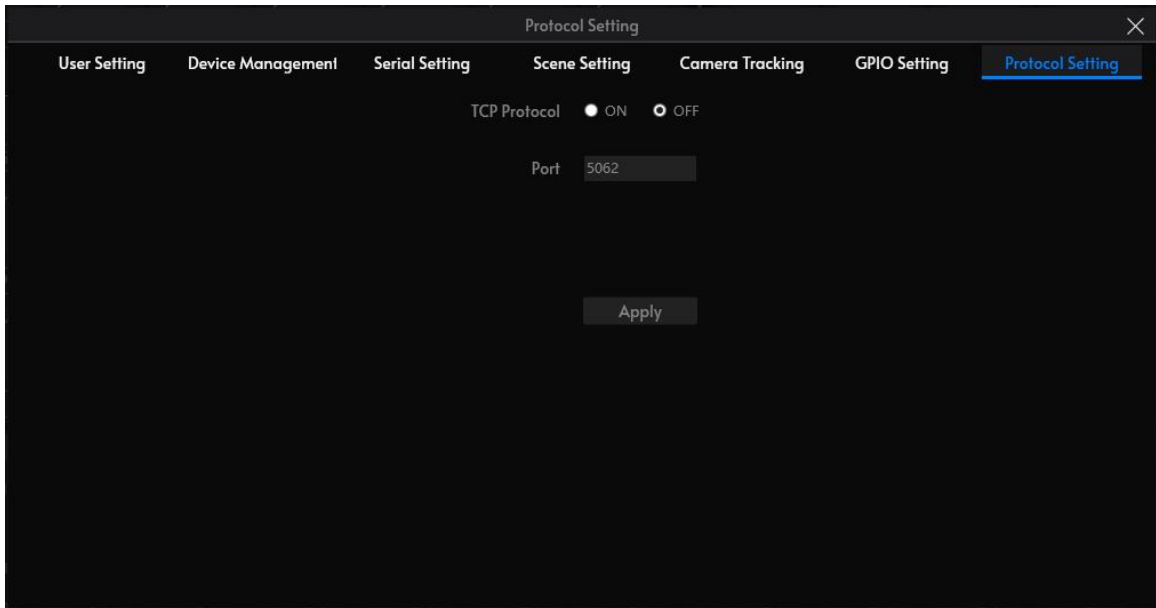 Protocol Setting
User Setting Device Management Serial Setting Scene Setting Camera Tracking GPIO Setting Protocol Setting
TCP Protocol ON OFF
Port 5062
Apply